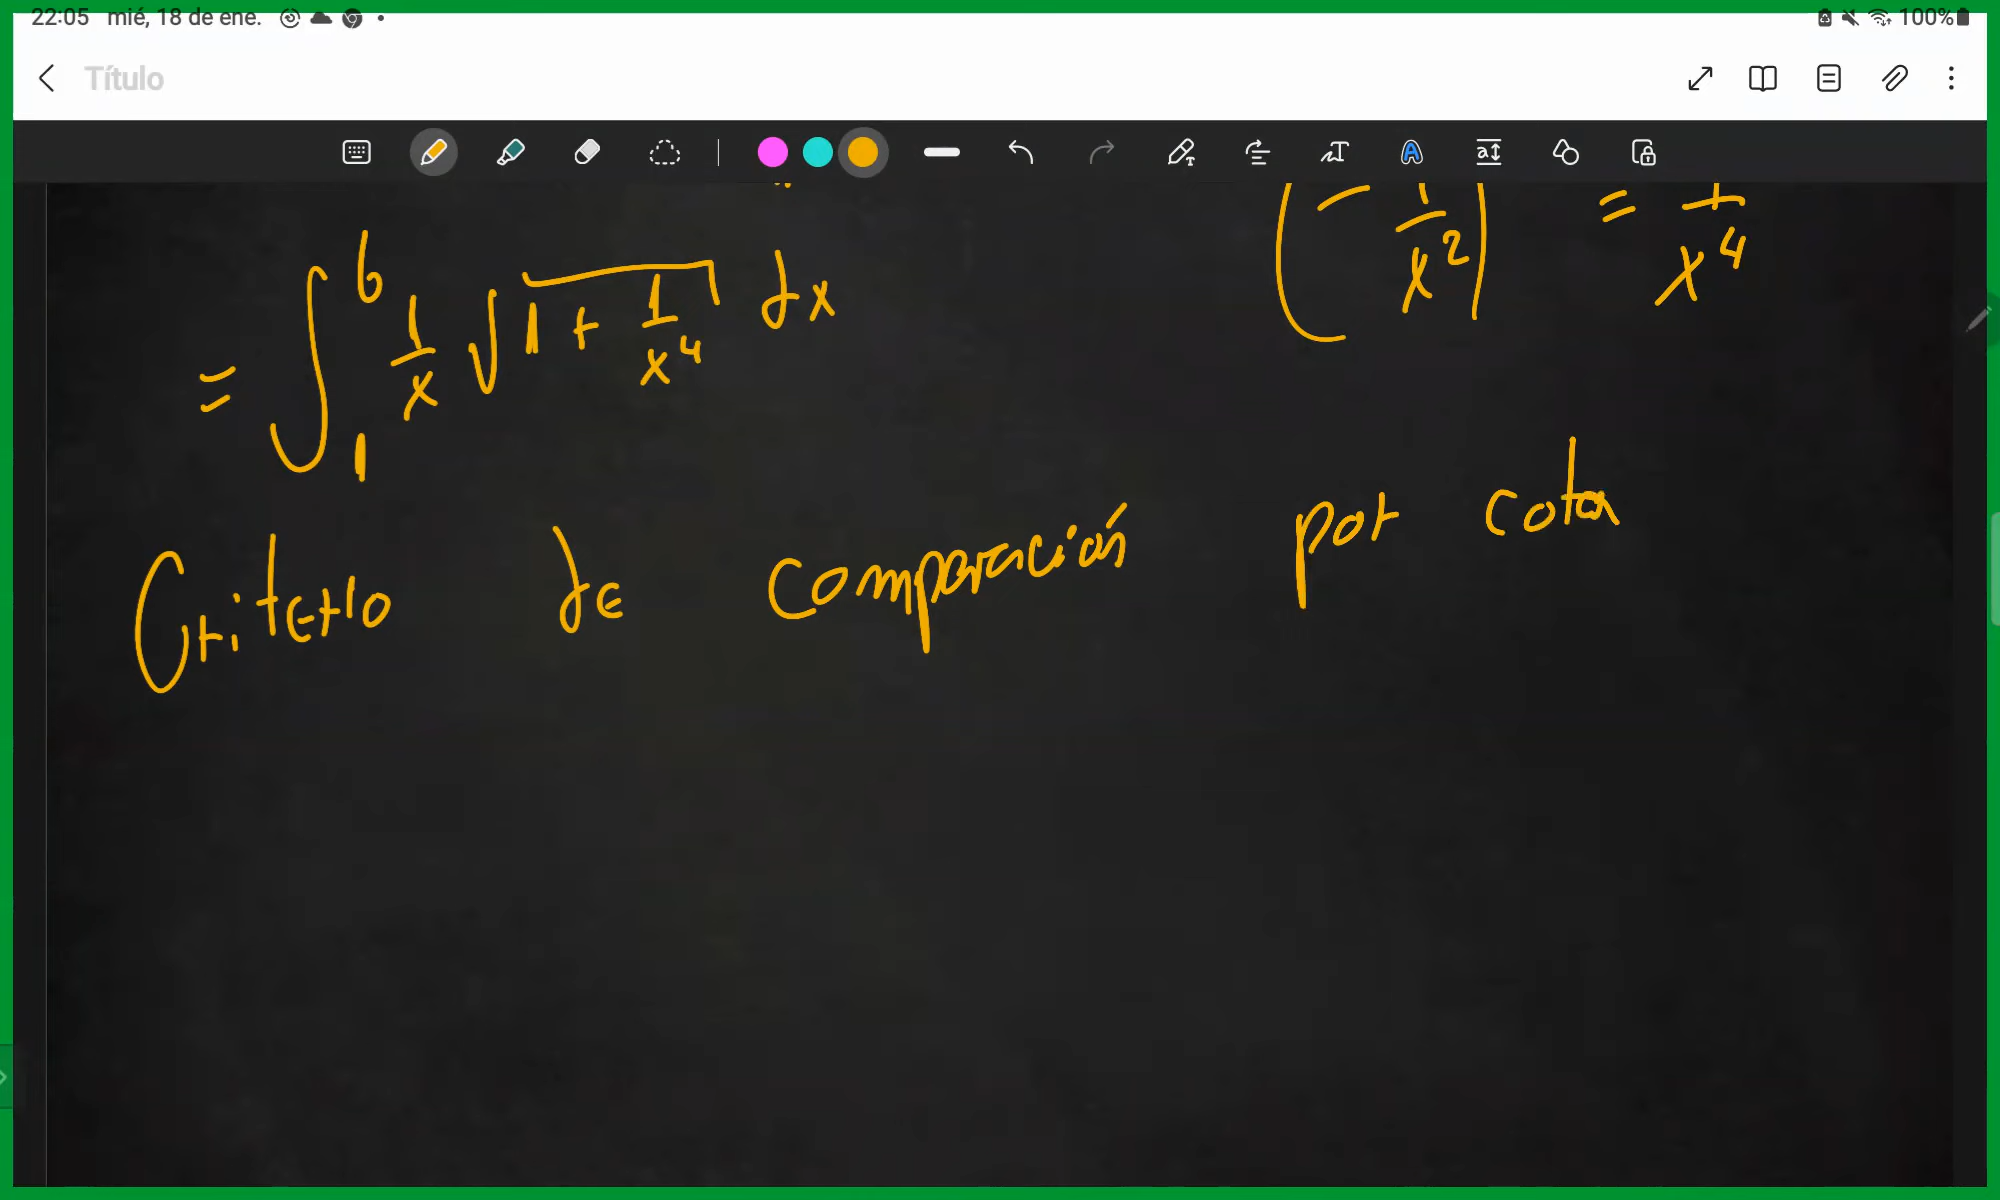 22:05 mié, 18 de ene. 100%
Título
(- 1/x² ) = 1/x⁴
= ∫₁⁶ 1/x √(1 + 1/x⁴) dx
Criterio de comparación por cota